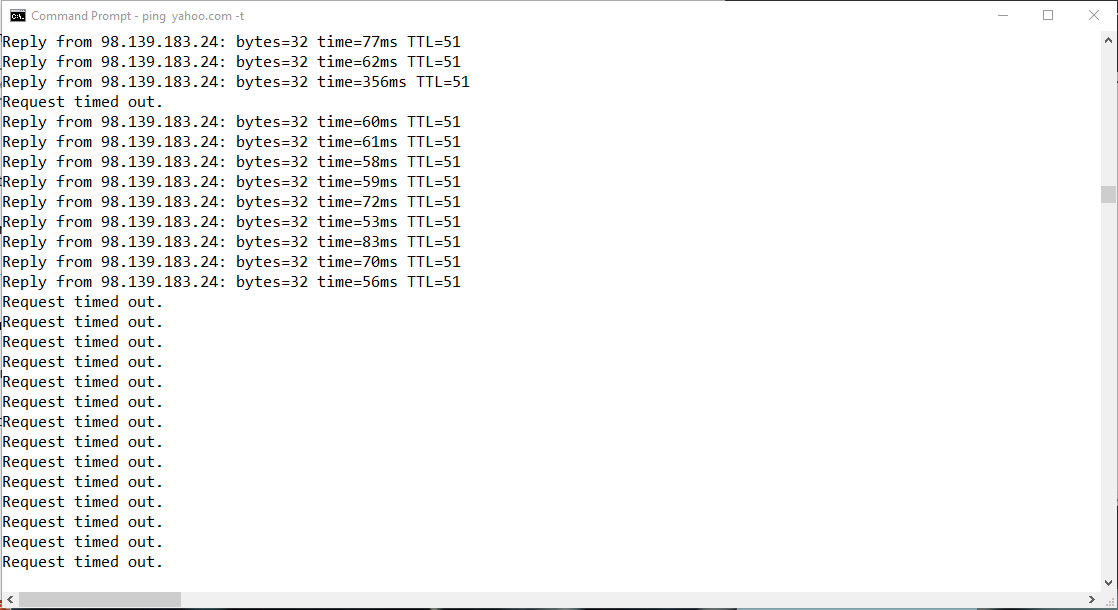 Command Prompt - ping yahoo.com -t
Reply from 98.139.183.24: bytes=32 time=77ms TTL=51
Reply from 98.139.183.24: bytes=32 time=62ms TTL=51
Reply from 98.139.183.24: bytes=32 time=356ms TTL=51
Request timed out.
Reply from 98.139.183.24: bytes=32 time=60ms TTL=51
Reply from 98.139.183.24: bytes=32 time=61ms TTL=51
Reply from 98.139.183.24: bytes=32 time=58ms TTL=51
Reply from 98.139.183.24: bytes=32 time=59ms TTL=51
Reply from 98.139.183.24: bytes=32 time=72ms TTL=51
Reply from 98.139.183.24: bytes=32 time=53ms TTL=51
Reply from 98.139.183.24: bytes=32 time=83ms TTL=51
Reply from 98.139.183.24: bytes=32 time=70ms TTL=51
Reply from 98.139.183.24: bytes=32 time=56ms TTL=51
Request timed out.
Request timed out.
Request timed out.
Request timed out.
Request timed out.
Request timed out.
Request timed out.
Request timed out.
Request timed out.
Request timed out.
Request timed out.
Request timed out.
Request timed out.
Request timed out.